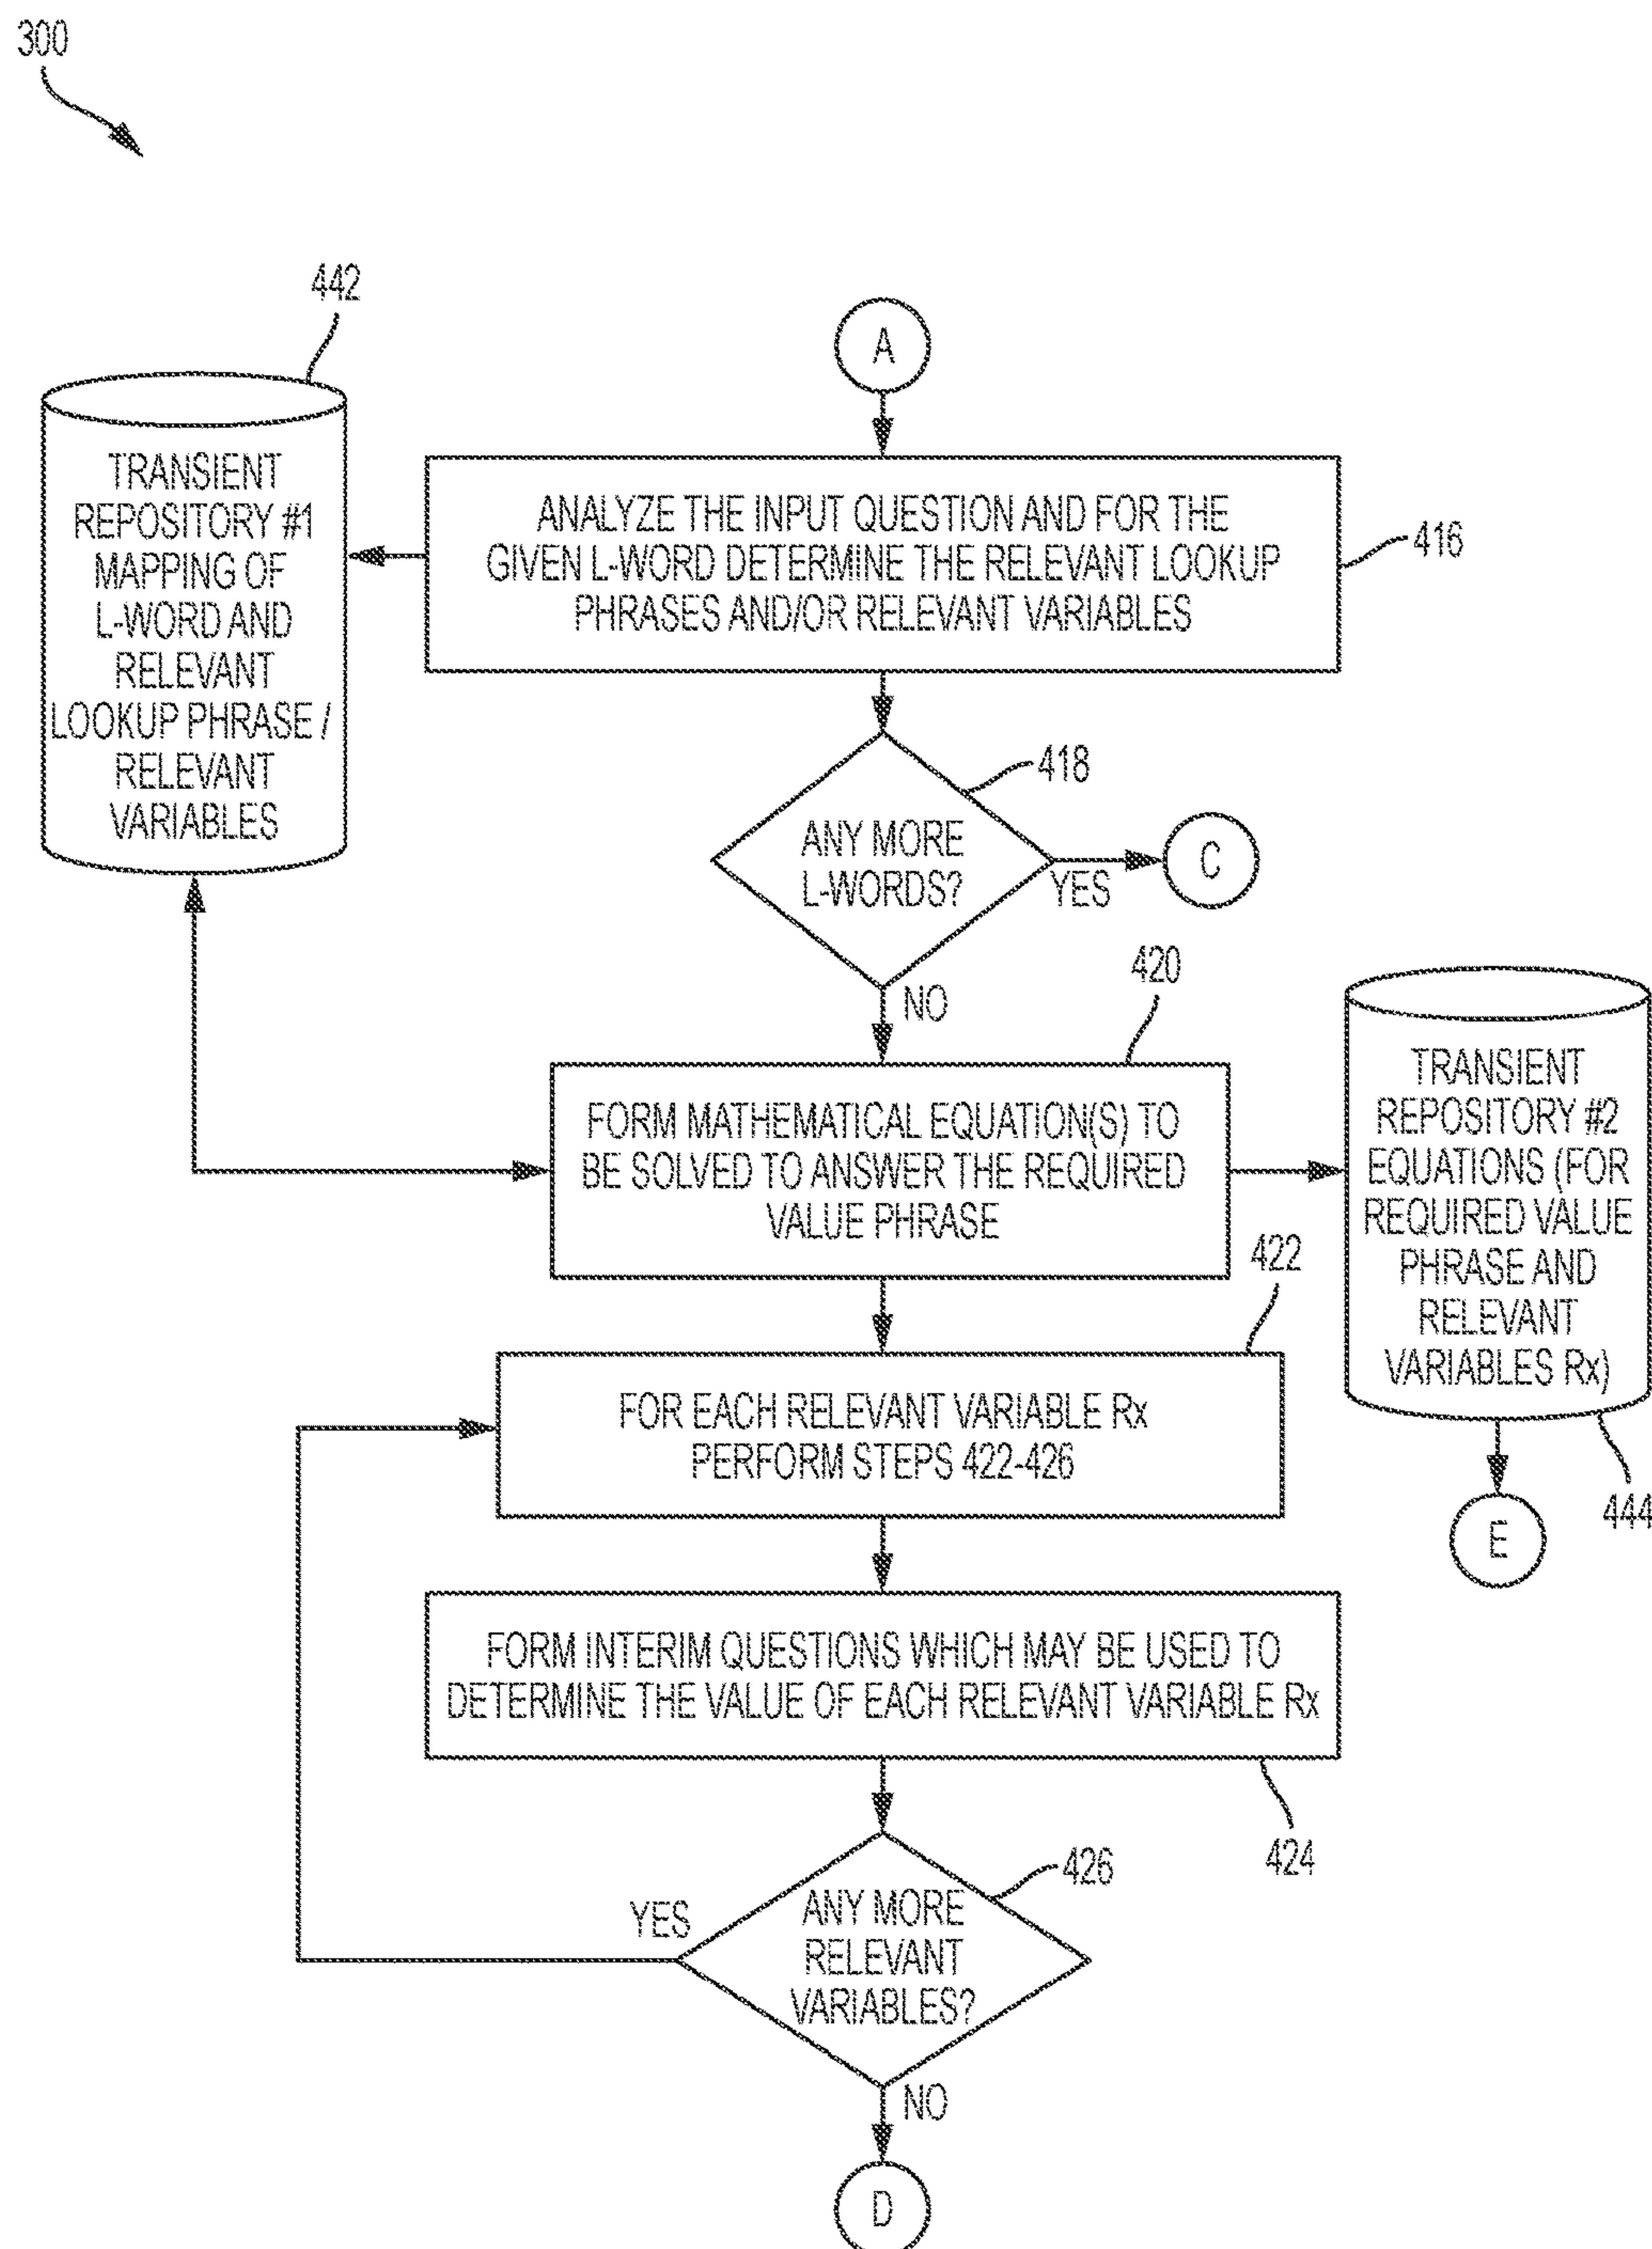 300
442
A
TRANSIENT
REPOSITORY #1
MAPPING OF
L-WORD AND
RELEVANT
LOOKUP PHRASE /
RELEVANT
VARIABLES
ANALYZE THE INPUT QUESTION AND FOR THE
GIVEN L-WORD DETERMINE THE RELEVANT LOOKUP
PHRASES AND/OR RELEVANT VARIABLES
416
418
ANY MORE
L-WORDS?
YES
C
NO
420
FORM MATHEMATICAL EQUATION(S) TO
BE SOLVED TO ANSWER THE REQUIRED
VALUE PHRASE
TRANSIENT
REPOSITORY #2
EQUATIONS (FOR
REQUIRED VALUE
PHRASE AND
RELEVANT
VARIABLES Rx)
444
E
422
FOR EACH RELEVANT VARIABLE Rx
PERFORM STEPS 422-426
FORM INTERIM QUESTIONS WHICH MAY BE USED TO
DETERMINE THE VALUE OF EACH RELEVANT VARIABLE Rx
424
426
YES
ANY MORE
RELEVANT
VARIABLES?
NO
D